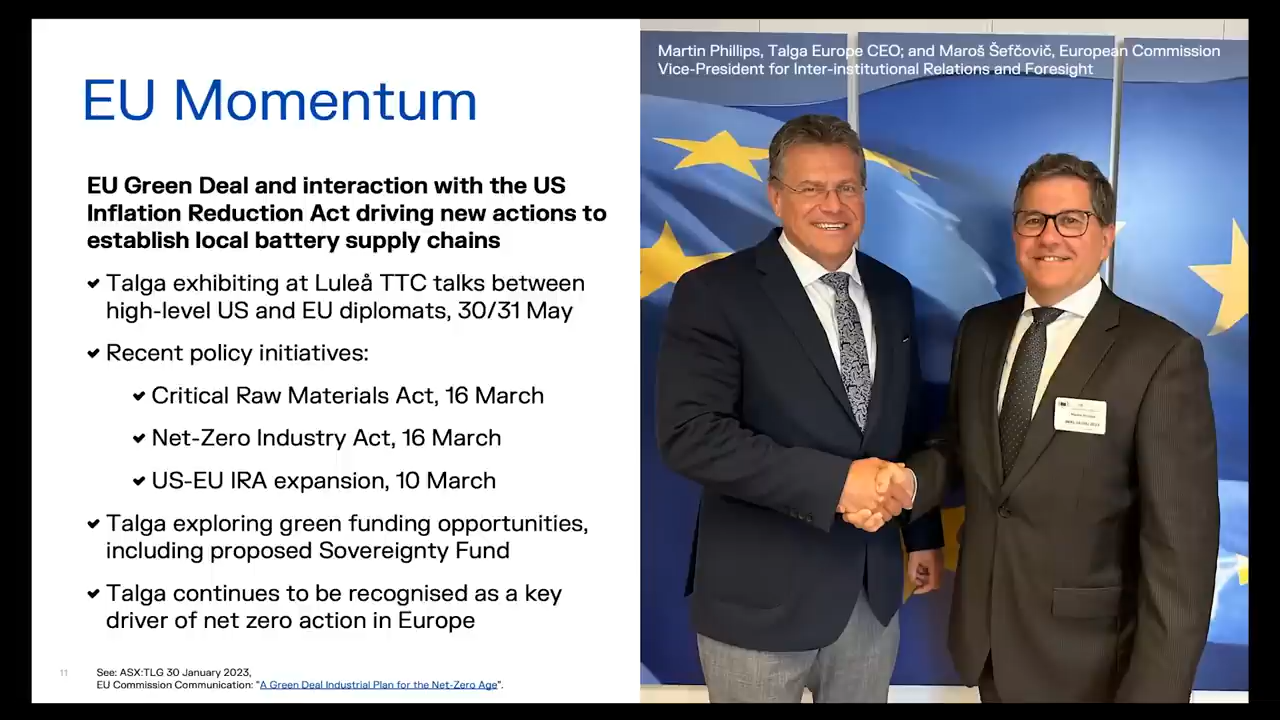 Martin Phillips, Talga Europe CEO; and Maroš Šefčovič, European Commission
Vice-President for Inter-institutional Relations and Foresight
EU Momentum
EU Green Deal and interaction with the US
Inflation Reduction Act driving new actions to
establish local battery supply chains
Talga exhibiting at Luleå TTC talks between
high-level US and EU diplomats, 30/31 May
Recent policy initiatives:
Critical Raw Materials Act, 16 March
Net-Zero Industry Act, 16 March
US-EU IRA expansion, 10 March
Talga exploring green funding opportunities,
including proposed Sovereignty Fund
Talga continues to be recognised as a key
driver of net zero action in Europe
11
See: ASX:TLG 30 January 2023,
EU Commission Communication: "A Green Deal Industrial Plan for the Net-Zero Age".